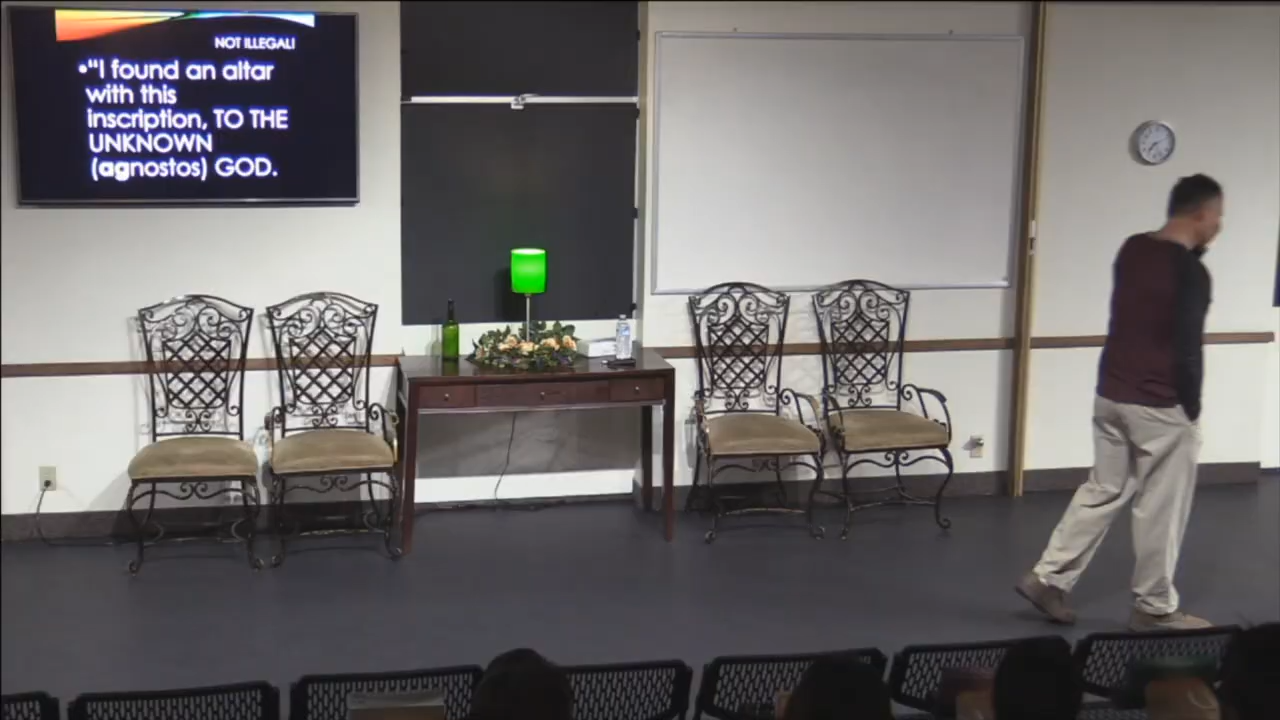 NOT ILLEGAL!
•“I found an altar
with this
inscription, TO THE
UNKNOWN
(agnostos) GOD.